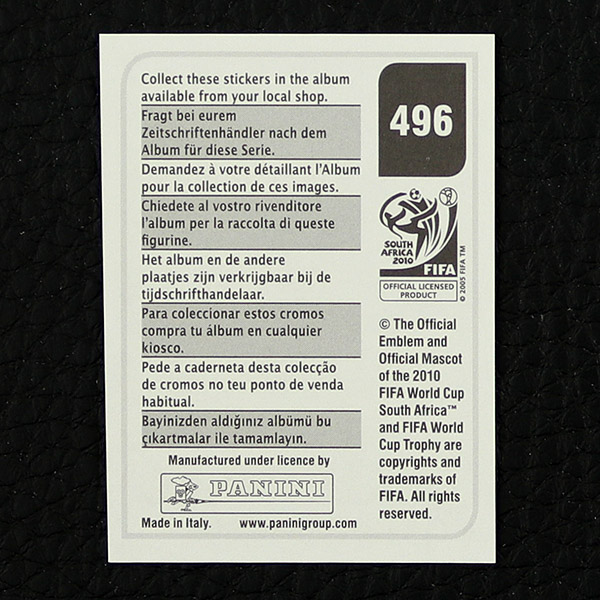 Collect these stickers in the album
available from your local shop.
Fragt bei eurem
Zeitschriftenhändler nach dem
Album für diese Serie.
Demandez à votre détaillant l'Album
pour la collection de ces images.
Chiedete al vostro rivenditore
l'album per la raccolta di queste
figurine.
Het album en de andere
plaatjes zijn verkrijgbaar bij de
tijdschrifthandelaar.
Para coleccionar estos cromos
compra tu álbum en cualquier
kiosco.
Pede a caderneta desta colecção
de cromos no teu ponto de venda
habitual.
Bayinizden aldığınız albümü bu
çıkartmalar ile tamamlayın.
Manufactured under licence by
PANINI
Made in Italy. www.paninigroup.com
496
SOUTH
AFRICA
2010
FIFA
© 2005 FIFA TM
OFFICIAL LICENSED
PRODUCT
© The Official
Emblem and
Official Mascot
of the 2010
FIFA World Cup
South Africa™
and FIFA World
Cup Trophy are
copyrights and
trademarks of
FIFA. All rights
reserved.